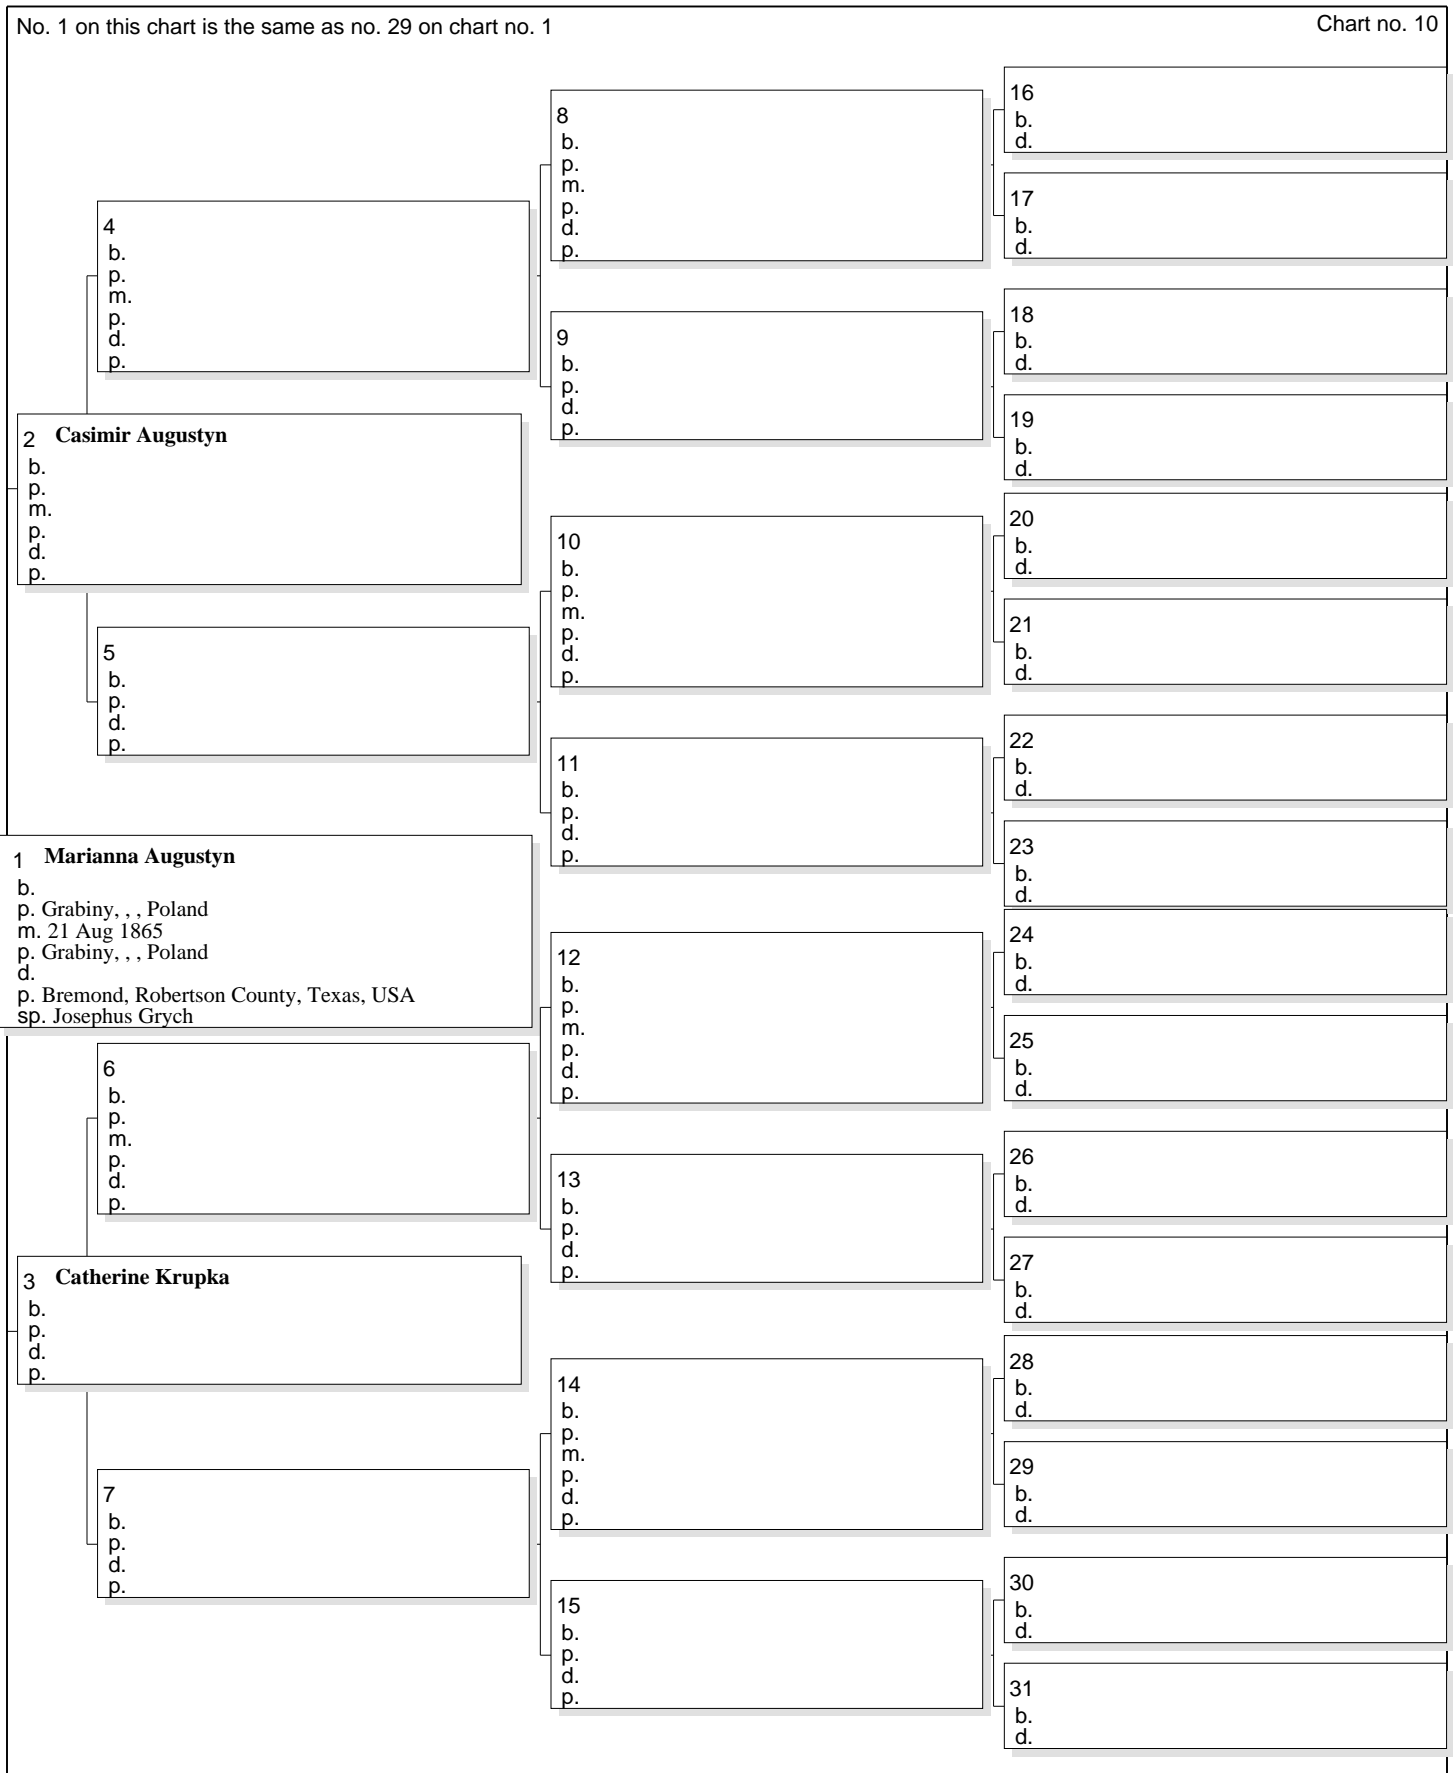 No. 1 on this chart is the same as no. 29 on chart no. 1
Chart no. 10
4
b.
p.
m.
p.
d.
p.
2 Casimir Augustyn
b.
p.
m.
p.
d.
p.
5
b.
p.
d.
p.
1 Marianna Augustyn
b.
p. Grabiny, , , Poland
m. 21 Aug 1865
p. Grabiny, , , Poland
d.
p. Bremond, Robertson County, Texas, USA
sp. Josephus Grych
6
b.
p.
m.
p.
d.
p.
3 Catherine Krupka
b.
p.
d.
p.
7
b.
p.
d.
p.
8
b.
p.
m.
p.
d.
p.
9
b.
p.
d.
p.
10
b.
p.
m.
p.
d.
p.
11
b.
p.
d.
p.
12
b.
p.
m.
p.
d.
p.
13
b.
p.
d.
p.
14
b.
p.
m.
p.
d.
p.
15
b.
p.
d.
p.
16
b.
d.
17
b.
d.
18
b.
d.
19
b.
d.
20
b.
d.
21
b.
d.
22
b.
d.
23
b.
d.
24
b.
d.
25
b.
d.
26
b.
d.
27
b.
d.
28
b.
d.
29
b.
d.
30
b.
d.
31
b.
d.